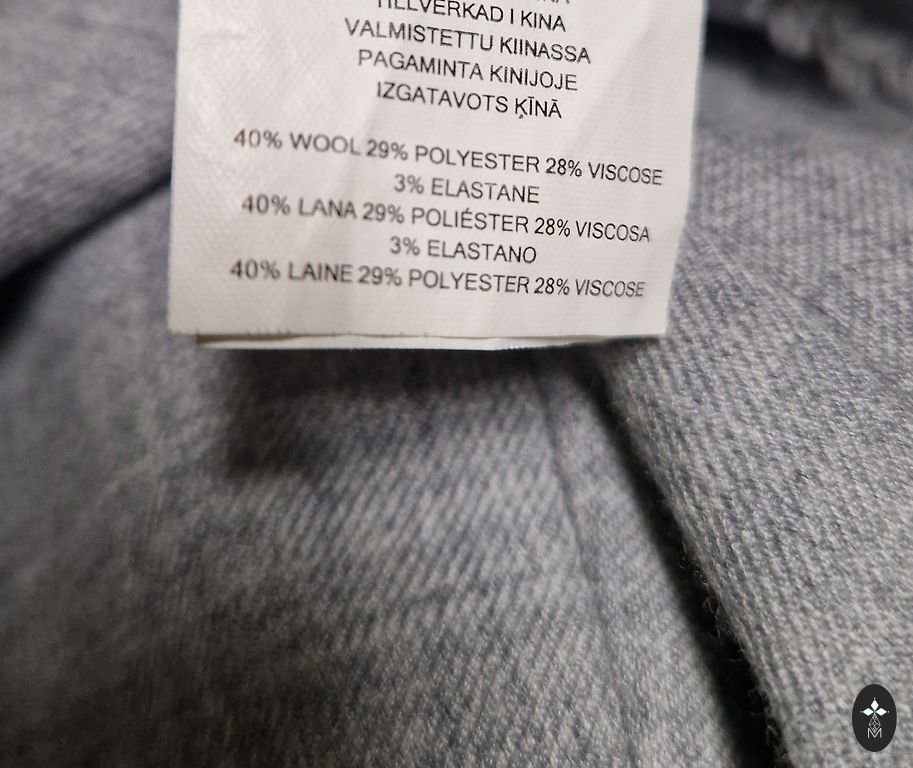 TILLVERKAD I KINA
VALMISTETTU KIINASSA
PAGAMINTA KINIJOJE
IZGATAVOTS ĶĪNĀ
40% WOOL 29% POLYESTER 28% VISCOSE
3% ELASTANE
40% LANA 29% POLIÉSTER 28% VISCOSA
3% ELASTANO
40% LAINE 29% POLYESTER 28% VISCOSE
M